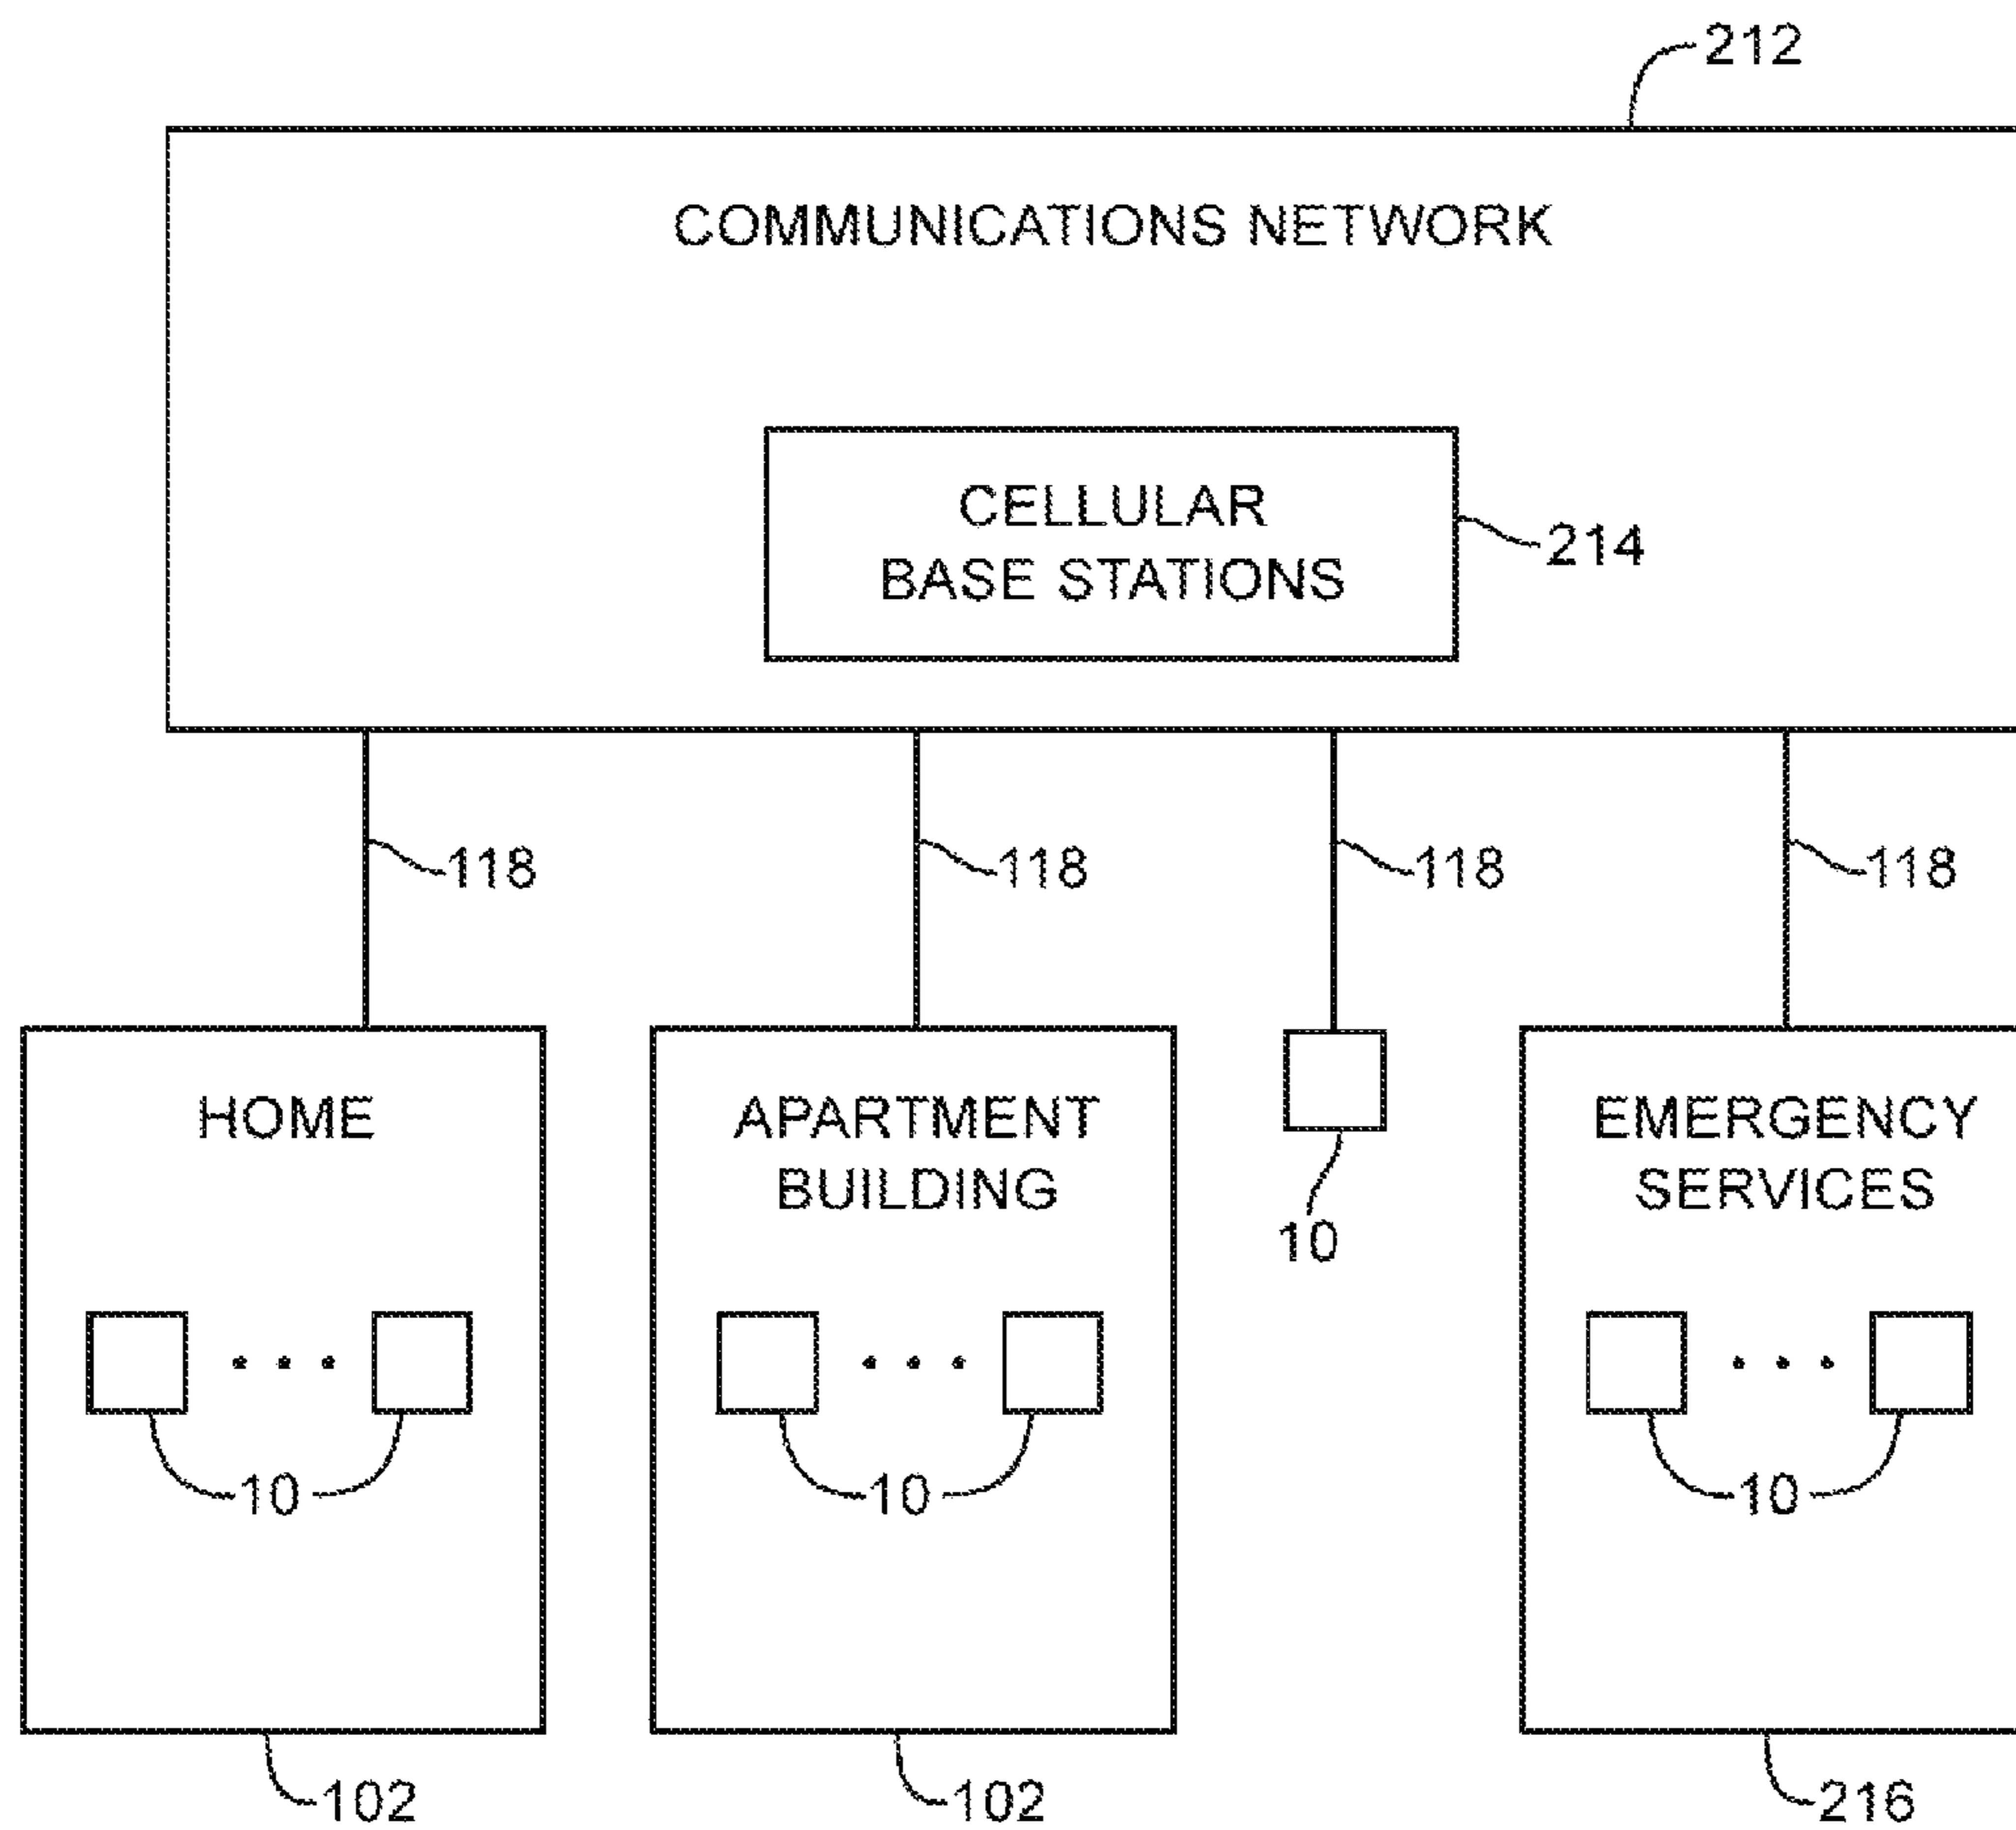 212
COMMUNICATIONS NETWORK
CELLULAR
BASE STATIONS
214
118
118
118
118
HOME
10
102
APARTMENT
BUILDING
10
102
10
EMERGENCY
SERVICES
10
216